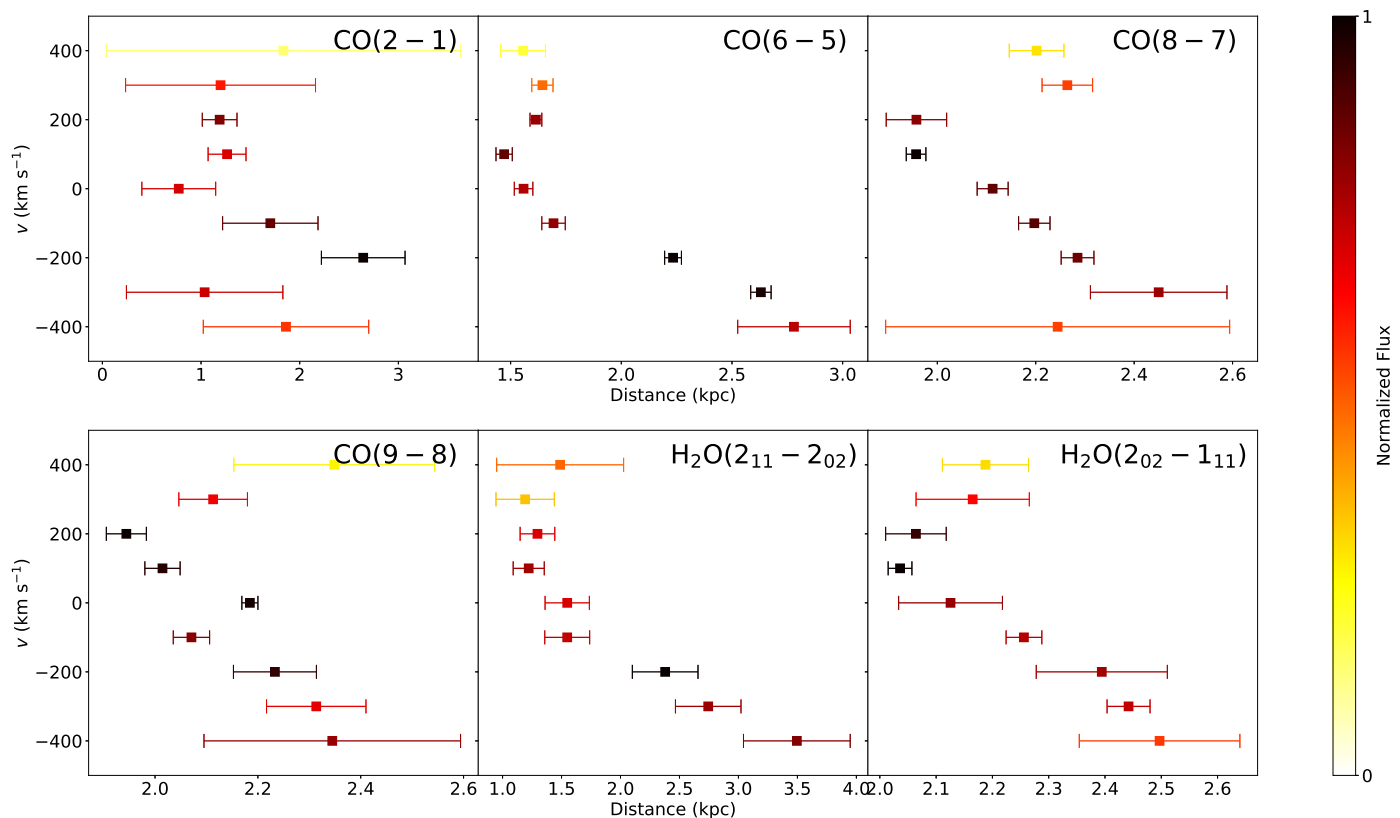 CO(2 − 1)
CO(6 − 5)
CO(8 − 7)
1
400
200
0
−200
−400
v (km s⁻¹)
0 1 2 3
1.5 2.0 2.5 3.0
2.0 2.2 2.4 2.6
Distance (kpc)
Normalized Flux
CO(9 − 8)
H₂O(2₁₁ − 2₀₂)
H₂O(2₀₂ − 1₁₁)
400
200
0
−200
−400
v (km s⁻¹)
0
2.0 2.2 2.4 2.6
1.0 1.5 2.0 2.5 3.0 3.5 4.0
2.0 2.1 2.2 2.3 2.4 2.5 2.6
Distance (kpc)